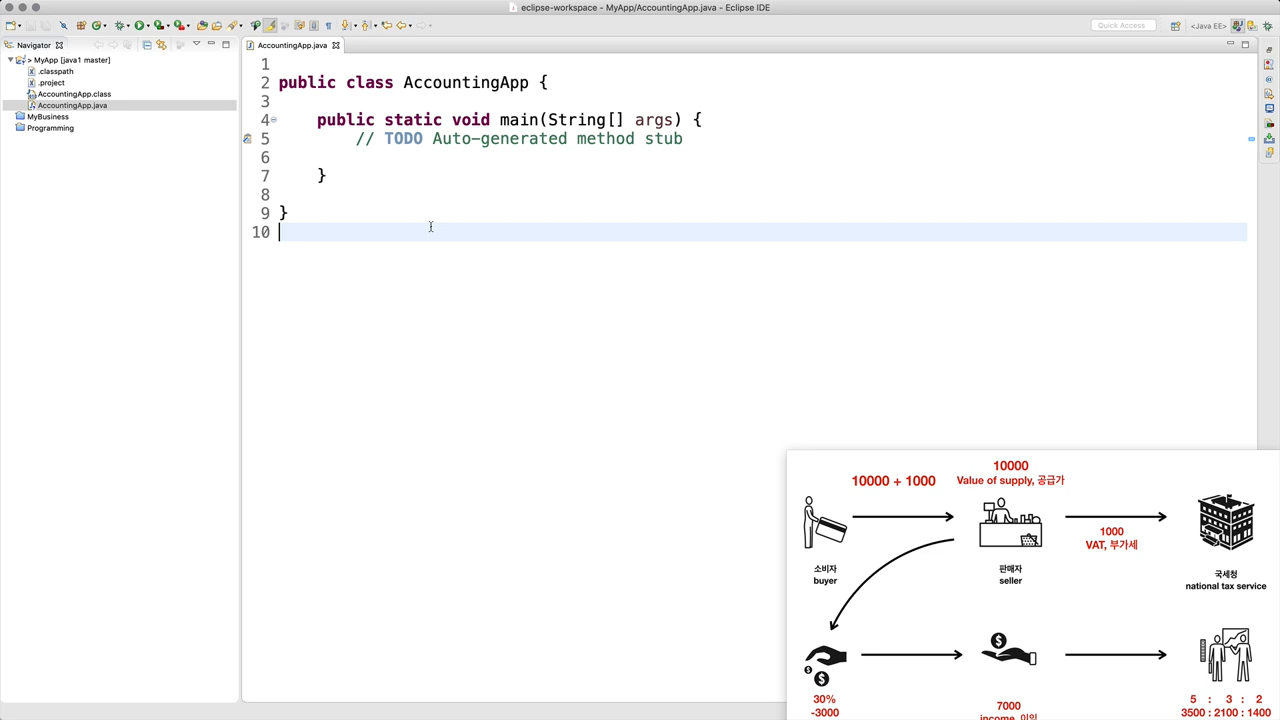 eclipse-workspace - MyApp/AccountingApp.java - Eclipse IDE
Quick Access
<Java EE>
Navigator
AccountingApp.java
> MyApp [java1 master]
.classpath
.project
AccountingApp.class
AccountingApp.java
MyBusiness
Programming
1
2 public class AccountingApp {
3
4 public static void main(String[] args) {
5 // TODO Auto-generated method stub
6
7 }
8
9 }
10
10000
10000 + 1000
Value of supply, 공급가
1000
VAT, 부가세
소비자
buyer
판매자
seller
국세청
national tax service
30%
-3000
7000
income, 이익
5 : 3 : 2
3500 : 2100 : 1400